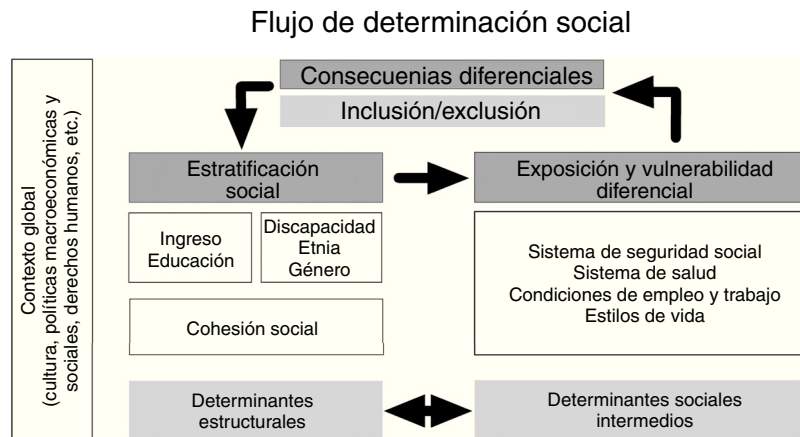 Flujo de determinación social
Contexto global
(cultura, políticas macroeconómicas y
sociales, derechos humanos, etc.)
Consecuenias diferenciales
Inclusión/exclusión
Estratificación
social
Exposición y vulnerabilidad
diferencial
Ingreso
Educación
Discapacidad
Etnia
Género
Cohesión social
Sistema de seguridad social
Sistema de salud
Condiciones de empleo y trabajo
Estilos de vida
Determinantes
estructurales
Determinantes sociales
intermedios